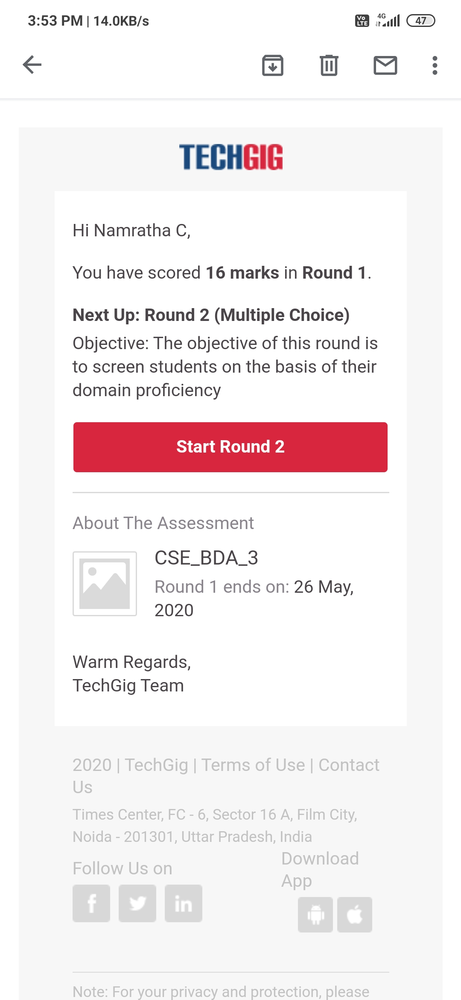 3:53 PM | 14.0KB/s
Vo LTE 4G 47
TECHGIG
Hi Namratha C,
You have scored 16 marks in Round 1.
Next Up: Round 2 (Multiple Choice)
Objective: The objective of this round is
to screen students on the basis of their
domain proficiency
Start Round 2
About The Assessment
CSE_BDA_3
Round 1 ends on: 26 May,
2020
Warm Regards,
TechGig Team
2020 | TechGig | Terms of Use | Contact
Us
Times Center, FC - 6, Sector 16 A, Film City,
Noida - 201301, Uttar Pradesh, India
Follow Us on
Download
App
f in
Note: For your privacy and protection, please